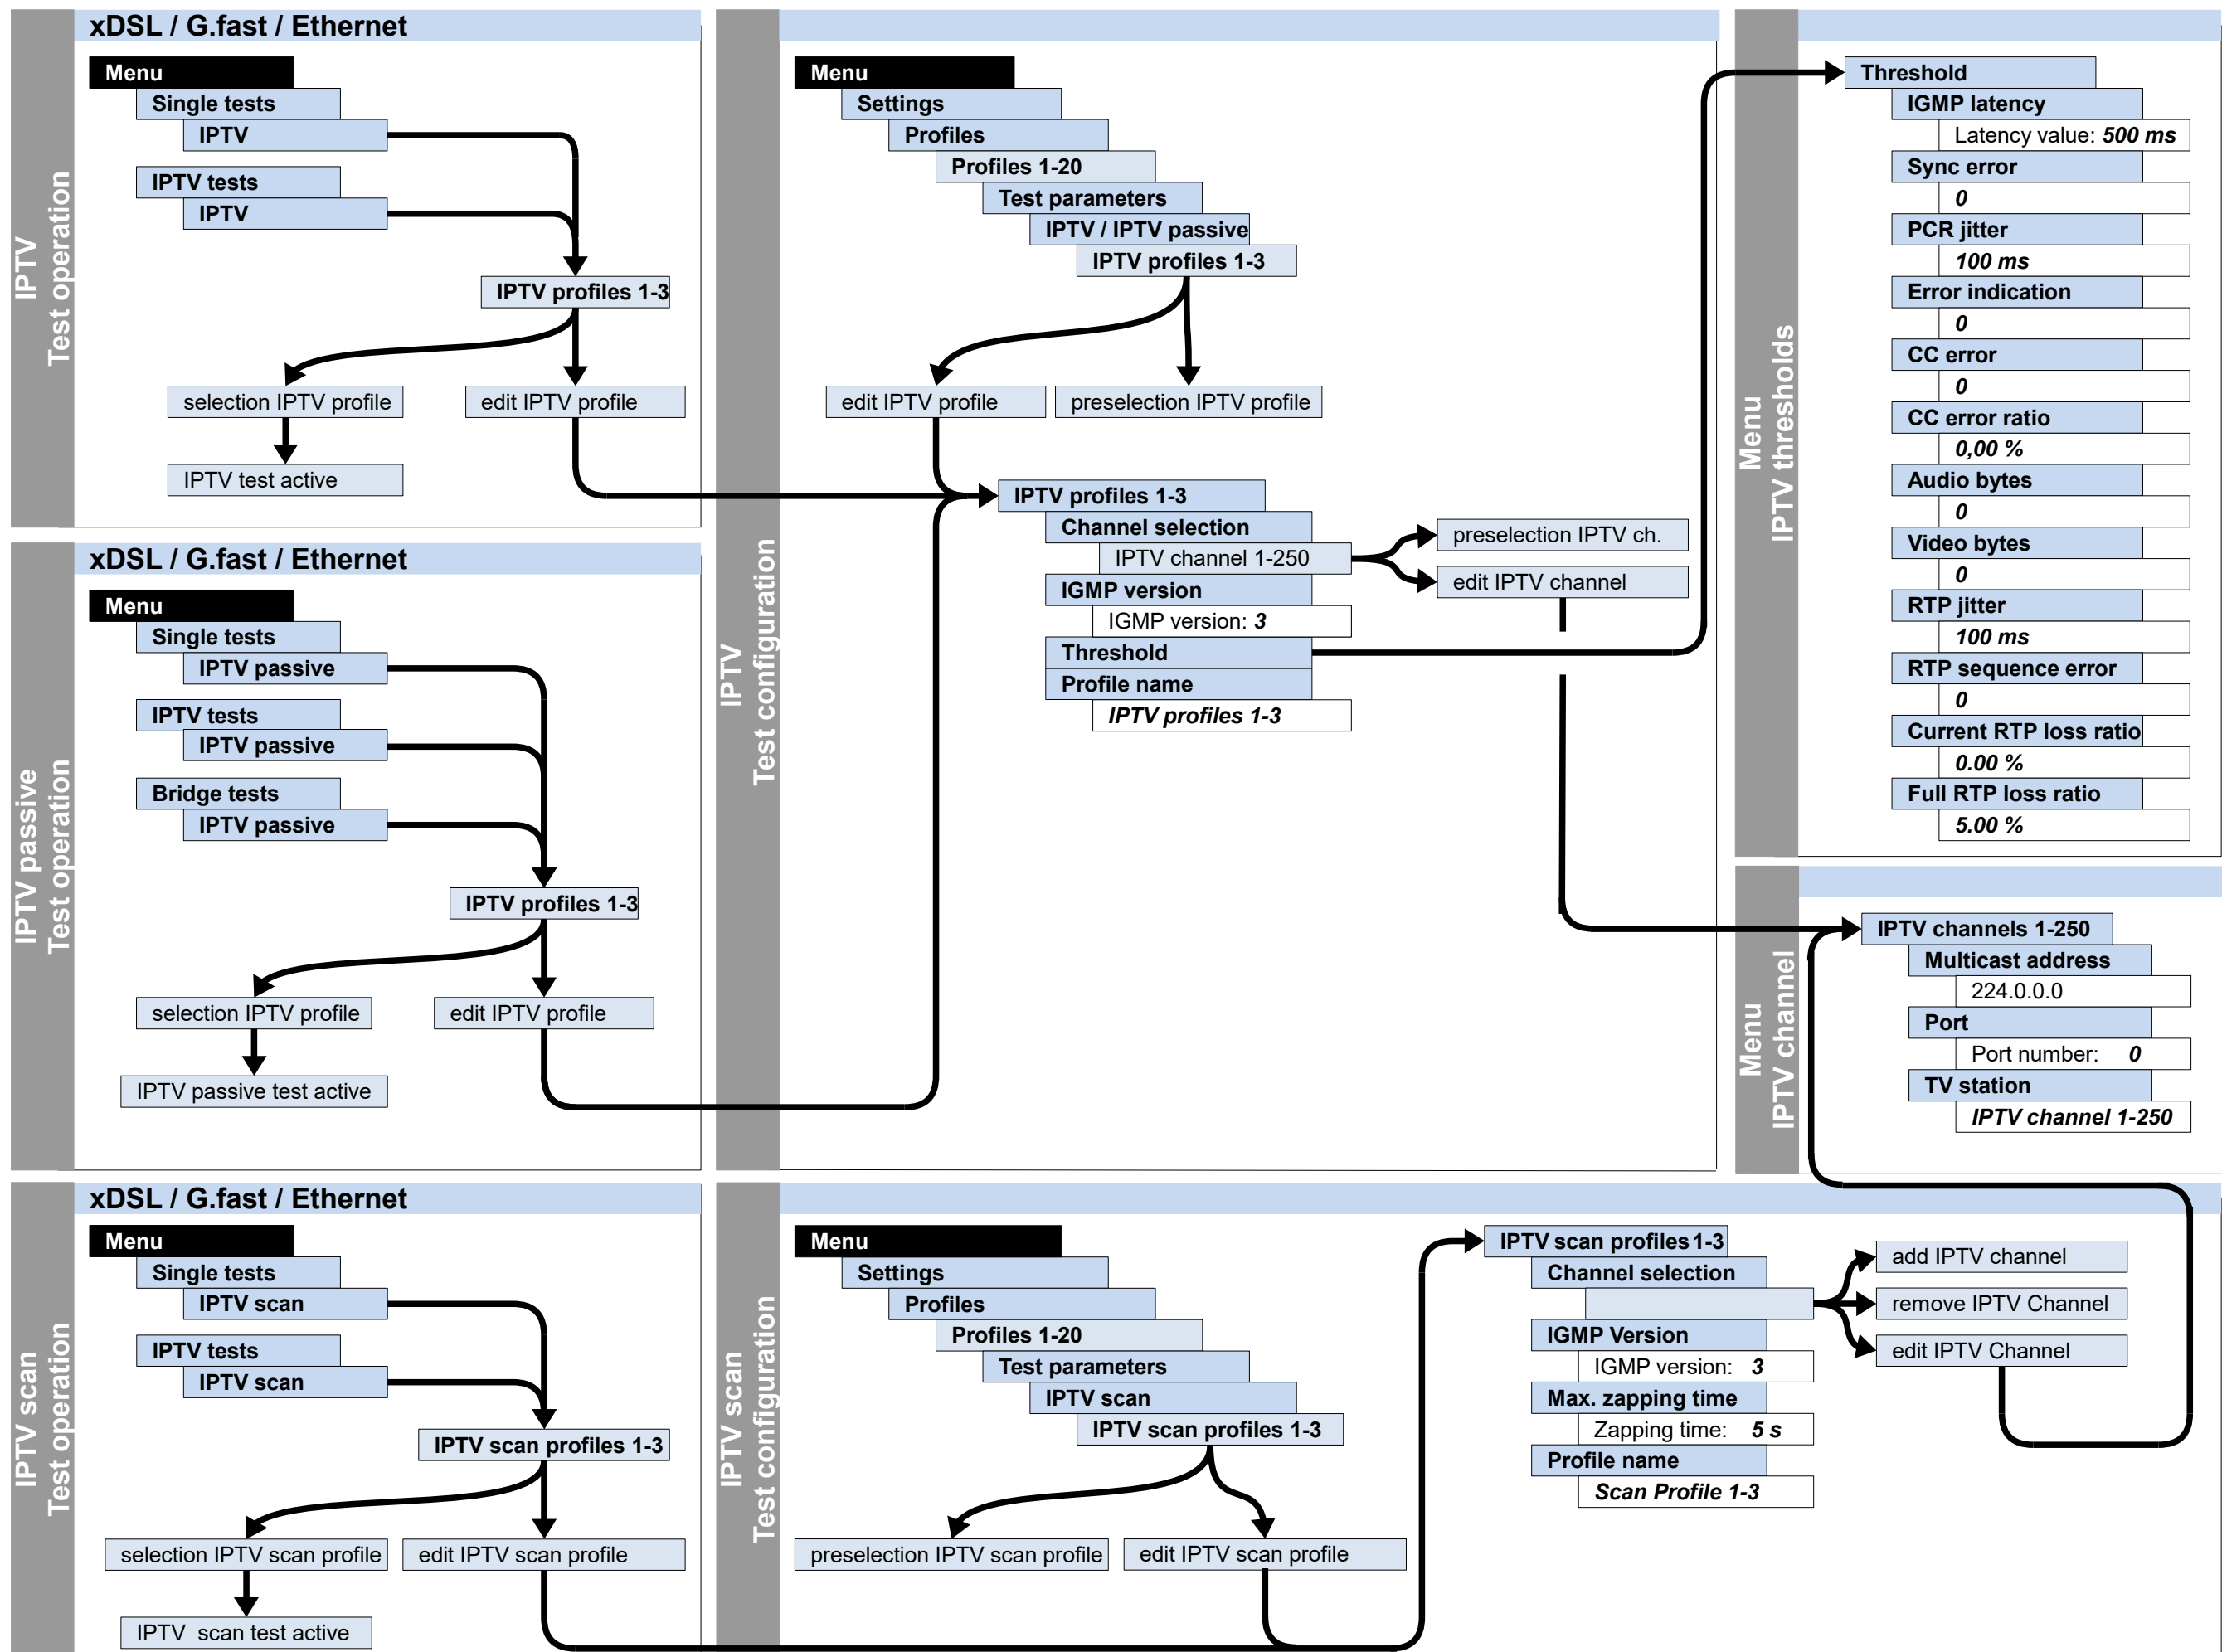 IPTV
Test operation
xDSL / G.fast / Ethernet
Menu
Single tests
IPTV
IPTV tests
IPTV
IPTV profiles 1-3
selection IPTV profile
edit IPTV profile
IPTV test active
IPTV passive
Test operation
xDSL / G.fast / Ethernet
Menu
Single tests
IPTV passive
IPTV tests
IPTV passive
Bridge tests
IPTV passive
IPTV profiles 1-3
selection IPTV profile
edit IPTV profile
IPTV passive test active
IPTV
Test configuration
Menu
Settings
Profiles
Profiles 1-20
Test parameters
IPTV / IPTV passive
IPTV profiles 1-3
edit IPTV profile
preselection IPTV profile
IPTV profiles 1-3
Channel selection
IPTV channel 1-250
preselection IPTV ch.
edit IPTV channel
IGMP version
IGMP version: 3
Threshold
Profile name
IPTV profiles 1-3
Menu
IPTV thresholds
Threshold
IGMP latency
Latency value: 500 ms
Sync error
0
PCR jitter
100 ms
Error indication
0
CC error
0
CC error ratio
0,00 %
Audio bytes
0
Video bytes
0
RTP jitter
100 ms
RTP sequence error
0
Current RTP loss ratio
0.00 %
Full RTP loss ratio
5.00 %
Menu
IPTV channel
IPTV channels 1-250
Multicast address
224.0.0.0
Port
Port number: 0
TV station
IPTV channel 1-250
IPTV scan
Test operation
xDSL / G.fast / Ethernet
Menu
Single tests
IPTV scan
IPTV tests
IPTV scan
IPTV scan profiles 1-3
selection IPTV scan profile
edit IPTV scan profile
IPTV scan test active
IPTV scan
Test configuration
Menu
Settings
Profiles
Profiles 1-20
Test parameters
IPTV scan
IPTV scan profiles 1-3
preselection IPTV scan profile
edit IPTV scan profile
IPTV scan profiles 1-3
Channel selection
add IPTV channel
remove IPTV Channel
edit IPTV Channel
IGMP Version
IGMP version: 3
Max. zapping time
Zapping time: 5 s
Profile name
Scan Profile 1-3